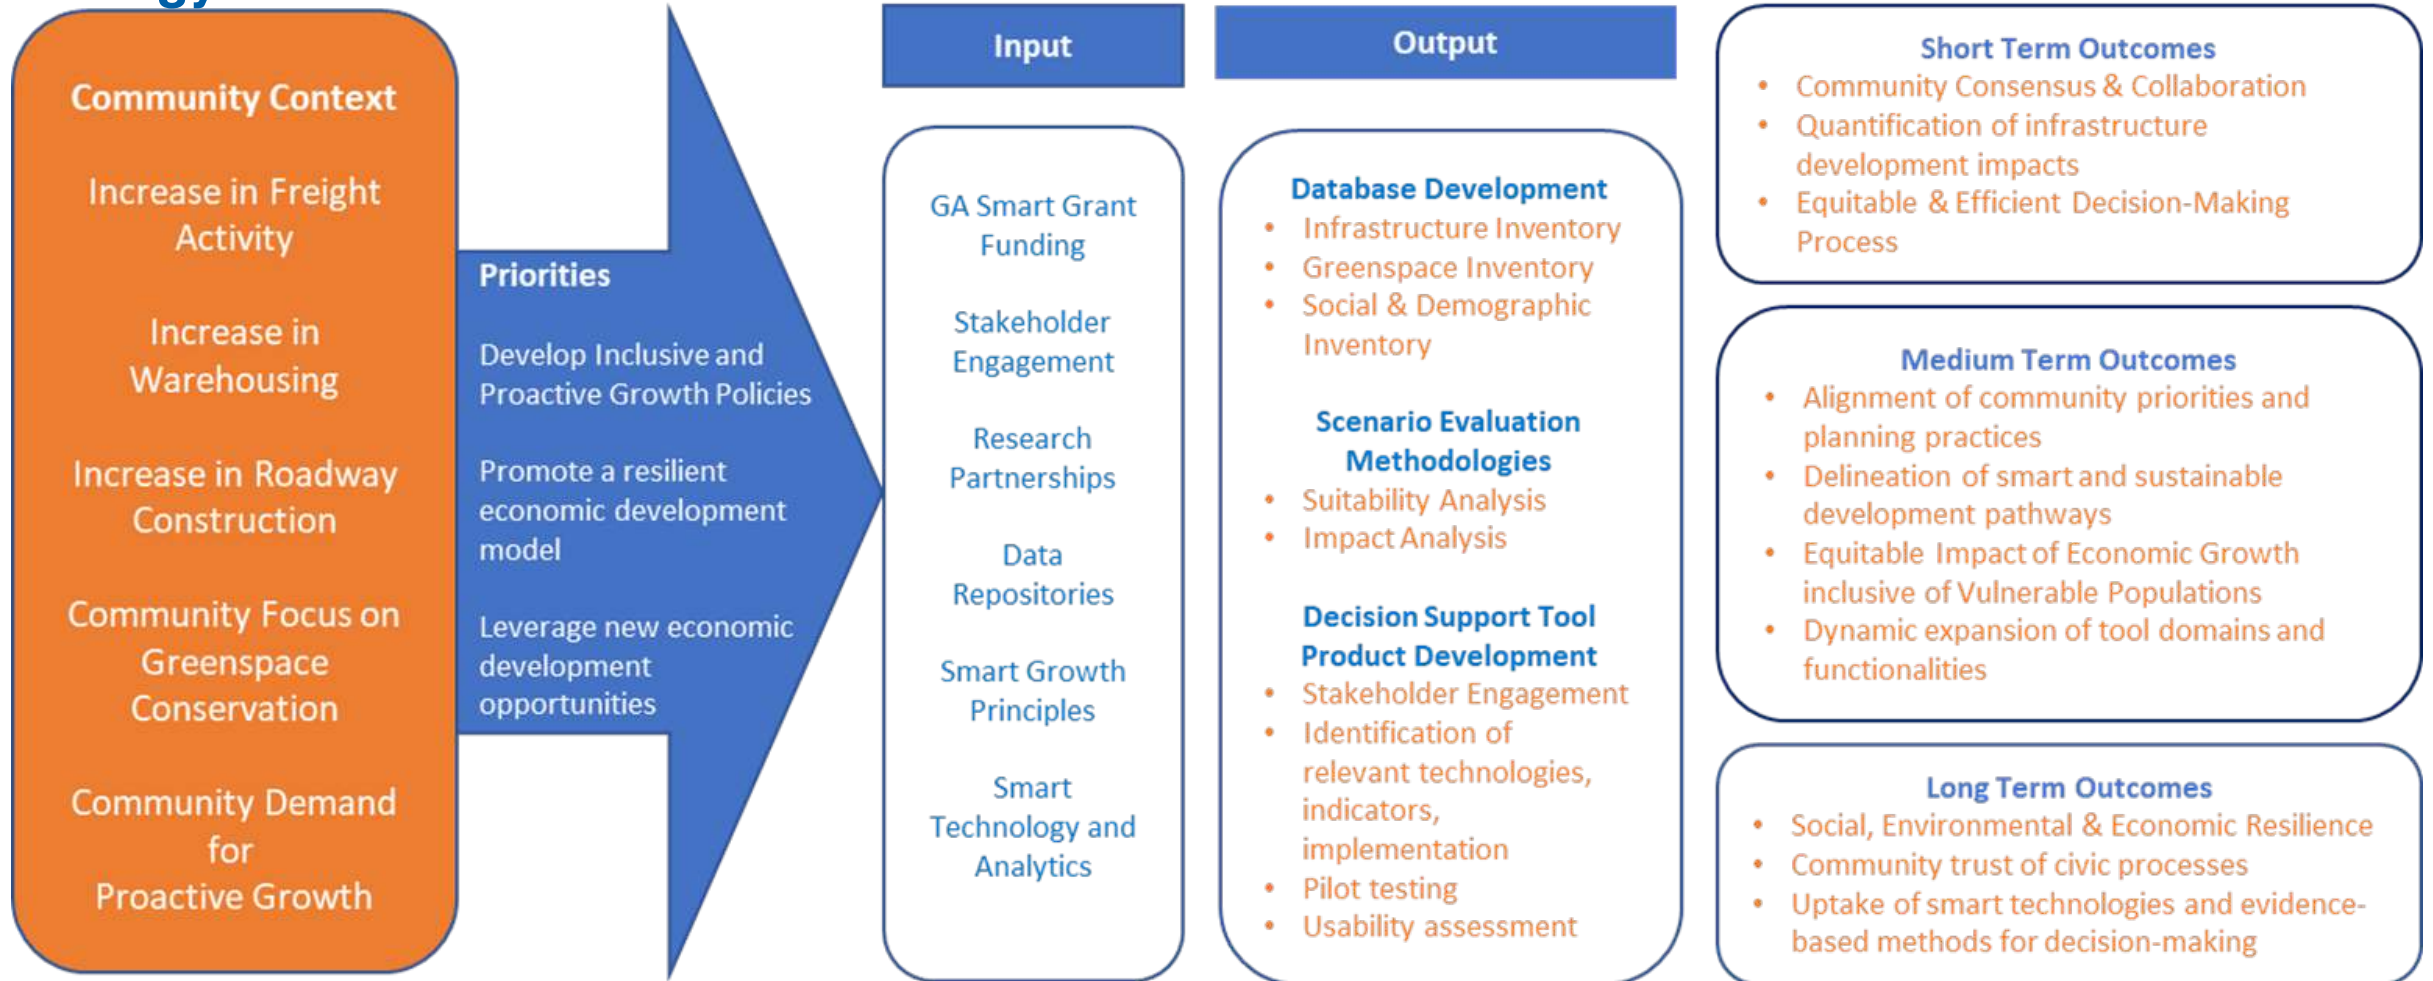 gy
Community Context
Increase in Freight
Activity
Increase in
Warehousing
Increase in Roadway
Construction
Community Focus on
Greenspace
Conservation
Community Demand
for
Proactive Growth
Priorities
Develop Inclusive and
Proactive Growth Policies
Promote a resilient
economic development
model
Leverage new economic
development
opportunities
Input
GA Smart Grant
Funding
Stakeholder
Engagement
Research
Partnerships
Data
Repositories
Smart Growth
Principles
Smart
Technology and
Analytics
Output
Database Development
• Infrastructure Inventory
• Greenspace Inventory
• Social & Demographic
Inventory
Scenario Evaluation
Methodologies
• Suitability Analysis
• Impact Analysis
Decision Support Tool
Product Development
• Stakeholder Engagement
• Identification of
relevant technologies,
indicators,
implementation
• Pilot testing
• Usability assessment
Short Term Outcomes
• Community Consensus & Collaboration
• Quantification of infrastructure
development impacts
• Equitable & Efficient Decision-Making
Process
Medium Term Outcomes
• Alignment of community priorities and
planning practices
• Delineation of smart and sustainable
development pathways
• Equitable Impact of Economic Growth
inclusive of Vulnerable Populations
• Dynamic expansion of tool domains and
functionalities
Long Term Outcomes
• Social, Environmental & Economic Resilience
• Community trust of civic processes
• Uptake of smart technologies and evidence-
based methods for decision-making